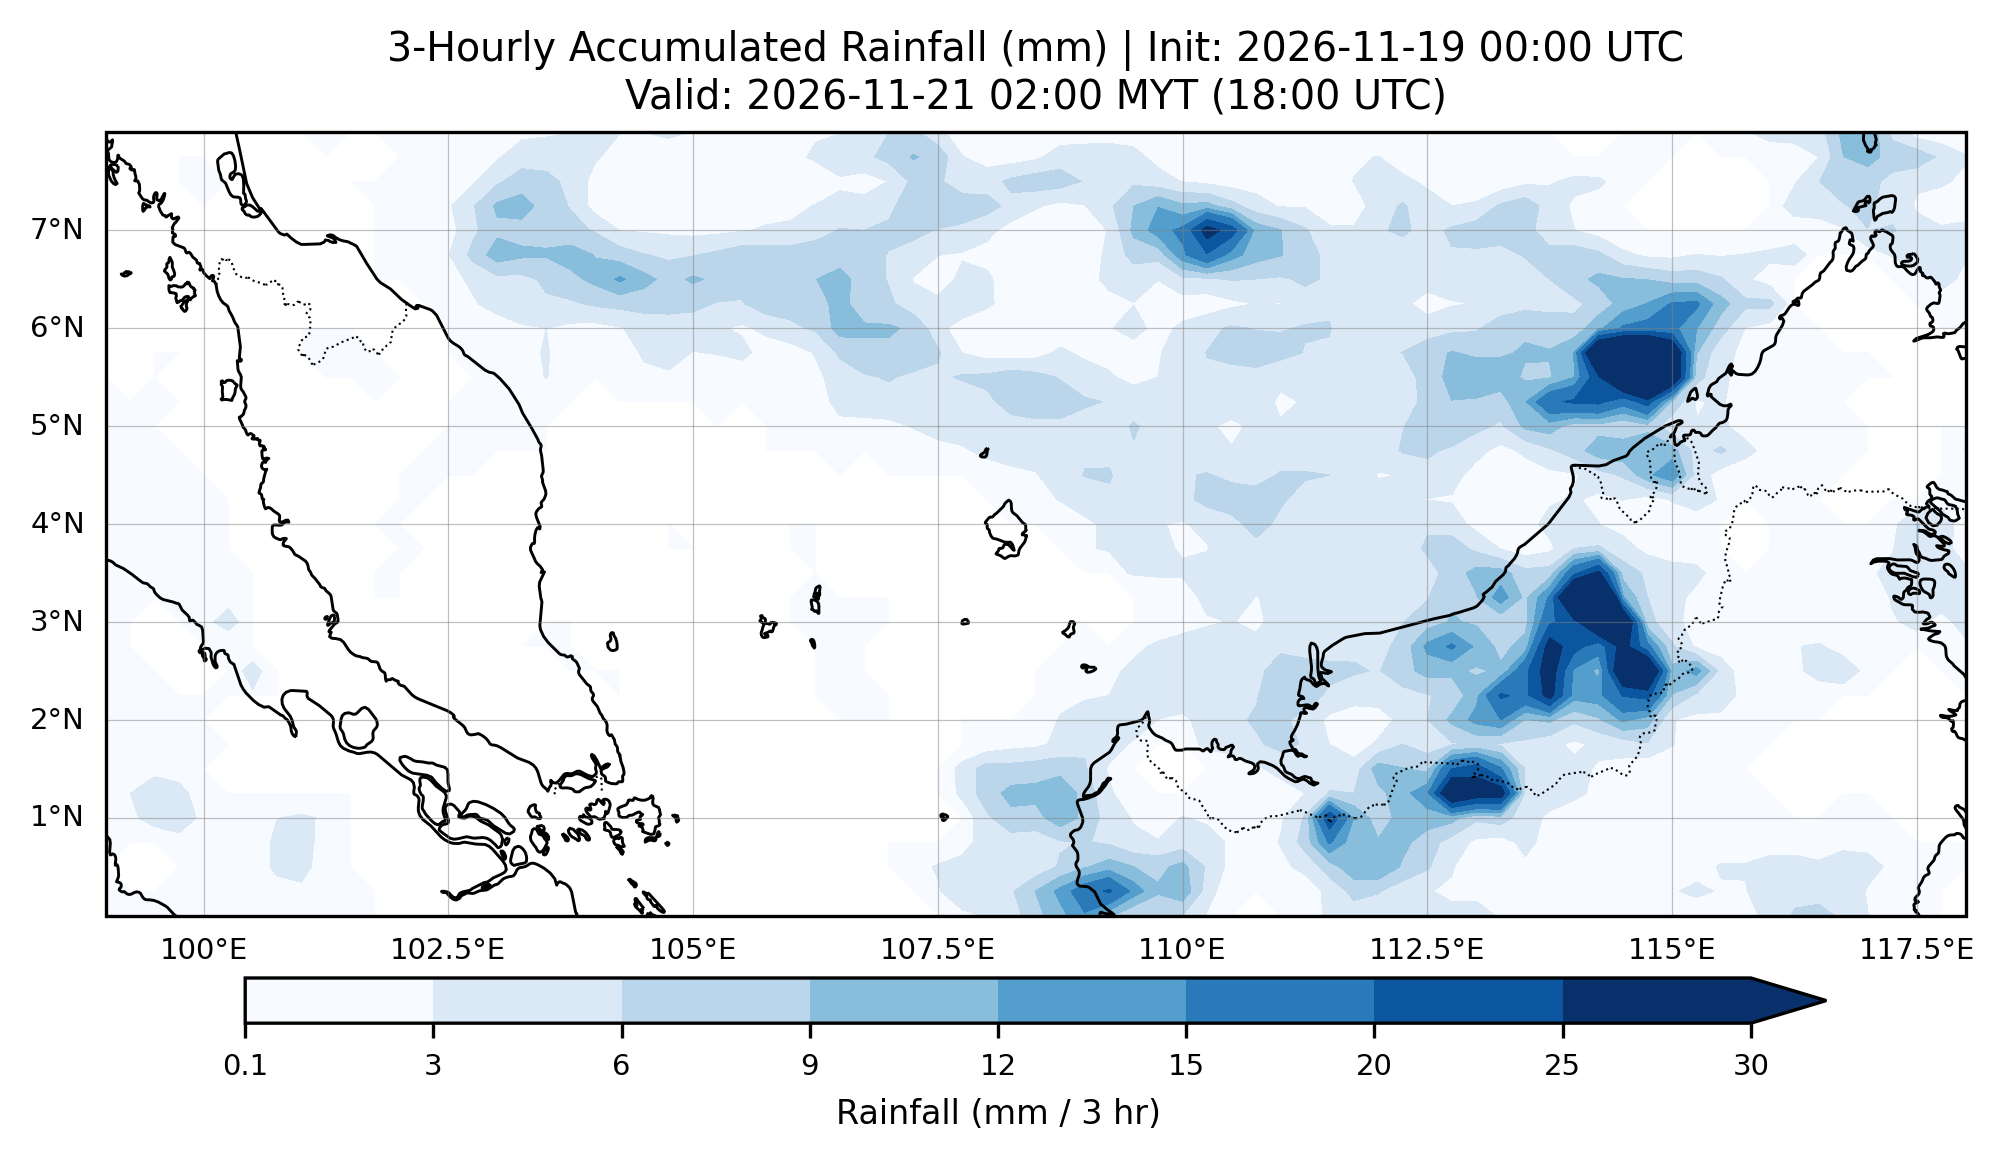 3-Hourly Accumulated Rainfall (mm) | Init: 2026-11-19 00:00 UTC
Valid: 2026-11-21 02:00 MYT (18:00 UTC)
7°N
6°N
5°N
4°N
3°N
2°N
1°N
100°E 102.5°E 105°E 107.5°E 110°E 112.5°E 115°E 117.5°E
0.1 3 6 9 12 15 20 25 30
Rainfall (mm / 3 hr)